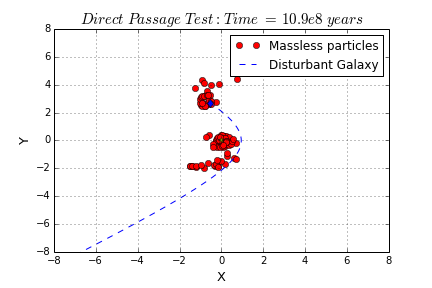 Direct Passage Test: Time = 10.9e8 years
Massless particles
Disturbant Galaxy
Y
8
6
4
2
0
−2
−4
−6
−8
−8 −6 −4 −2 0 2 4 6 8
X